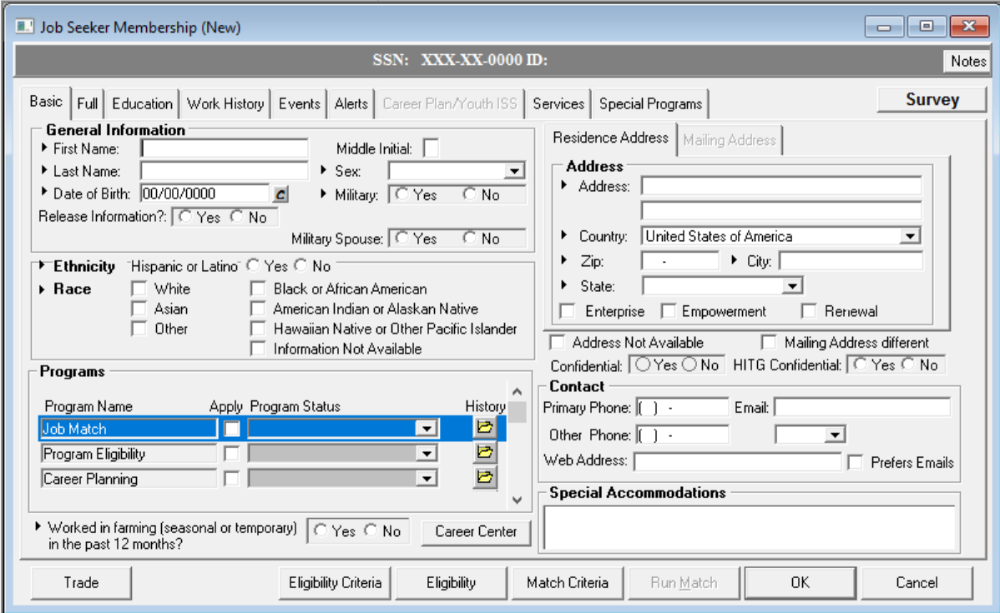 Job Seeker Membership (New)
SSN: XXX-XX-0000 ID:
Notes
Basic Full Education Work History Events Alerts Career Plan/Youth ISS Services Special Programs
Survey
General Information
First Name: Middle Initial:
Last Name: Sex:
Date of Birth: 00/00/0000 c Military: Yes No
Release Information?: Yes No
Military Spouse: Yes No
Ethnicity Hispanic or Latino Yes No
Race White Black or African American
Asian American Indian or Alaskan Native
Other Hawaiian Native or Other Pacific Islander
Information Not Available
Programs
Program Name Apply Program Status History
Job Match
Program Eligibility
Career Planning
Worked in farming (seasonal or temporary) Yes No Career Center
in the past 12 months?
Residence Address Mailing Address
Address
Address:
Country: United States of America
Zip: - City:
State:
Enterprise Empowerment Renewal
Address Not Available Mailing Address different
Confidential: Yes No HITG Confidential: Yes No
Contact
Primary Phone: ( ) - Email:
Other Phone: ( ) -
Web Address: Prefers Emails
Special Accommodations
Trade Eligibility Criteria Eligibility Match Criteria Run Match OK Cancel